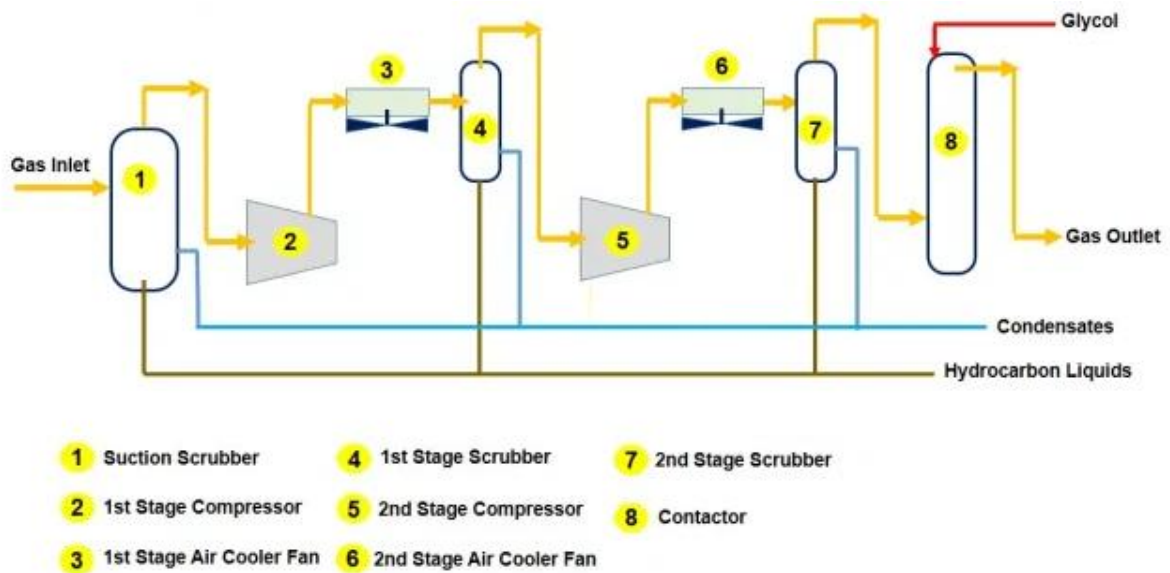 Glycol
3
6
4
7
8
Gas Inlet
1
2
5
Gas Outlet
Condensates
Hydrocarbon Liquids
1 Suction Scrubber
4 1st Stage Scrubber
7 2nd Stage Scrubber
2 1st Stage Compressor
5 2nd Stage Compressor
8 Contactor
3 1st Stage Air Cooler Fan
6 2nd Stage Air Cooler Fan